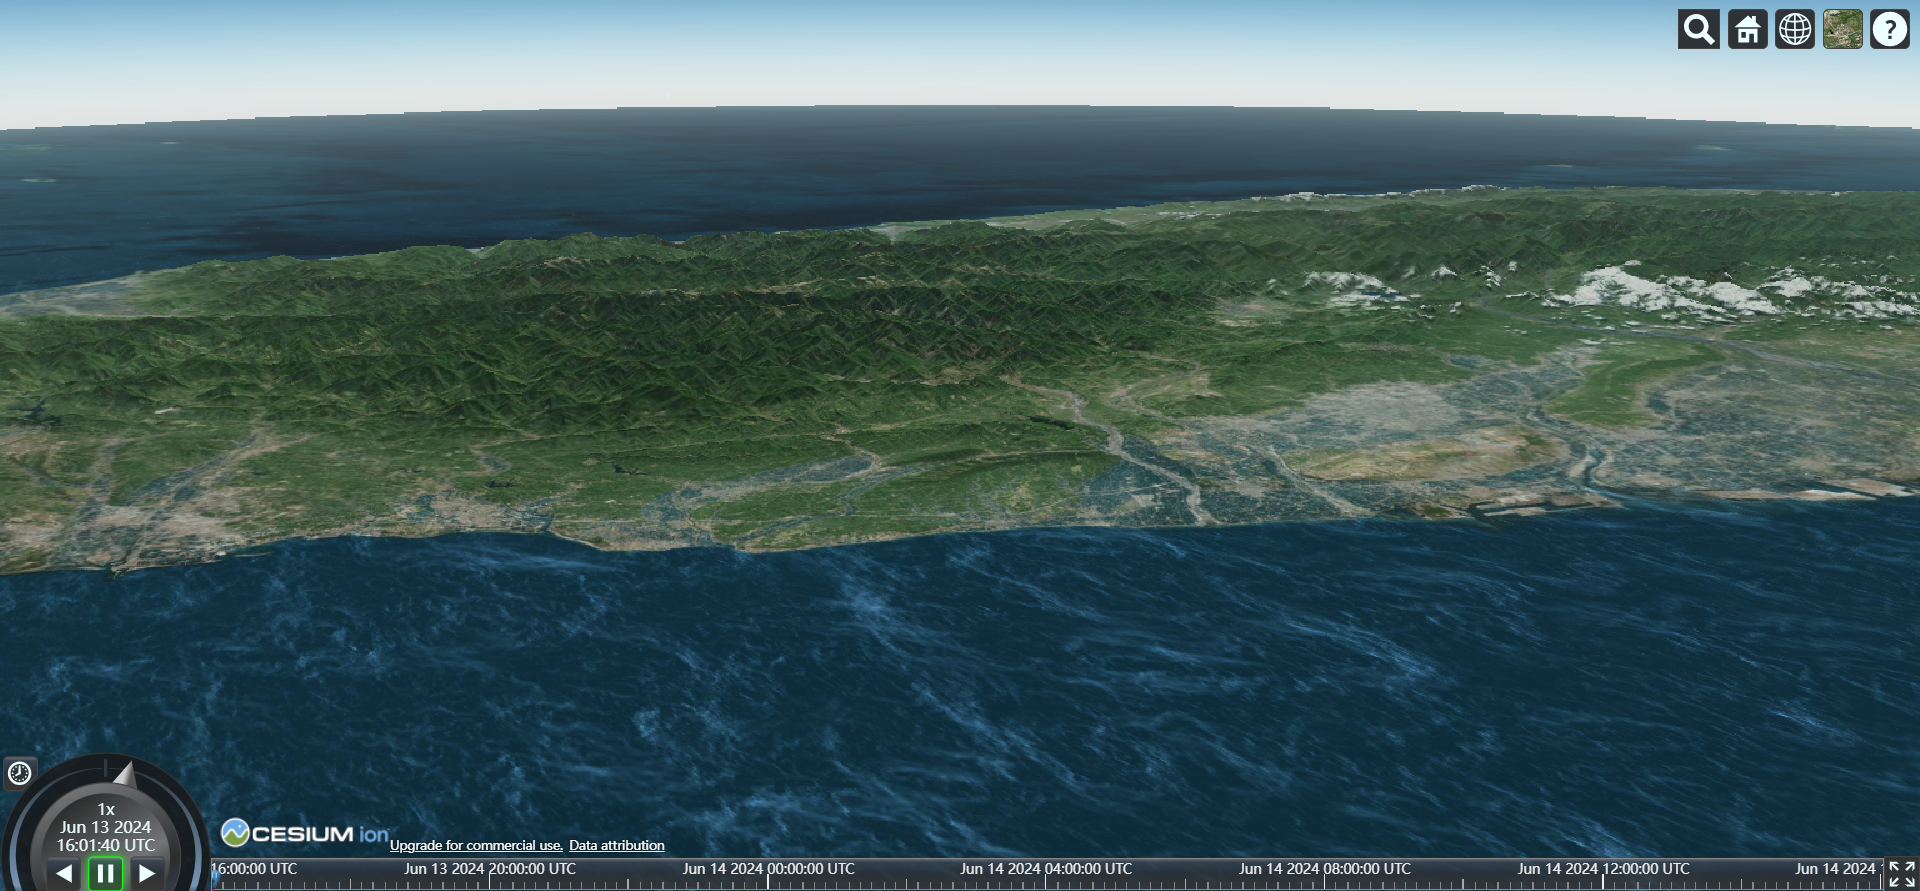 ?
1x
Jun 13 2024
16:01:40 UTC
CESIUM ion
Upgrade for commercial use. Data attribution
16:00:00 UTC Jun 13 2024 20:00:00 UTC Jun 14 2024 00:00:00 UTC Jun 14 2024 04:00:00 UTC Jun 14 2024 08:00:00 UTC Jun 14 2024 12:00:00 UTC Jun 14 2024